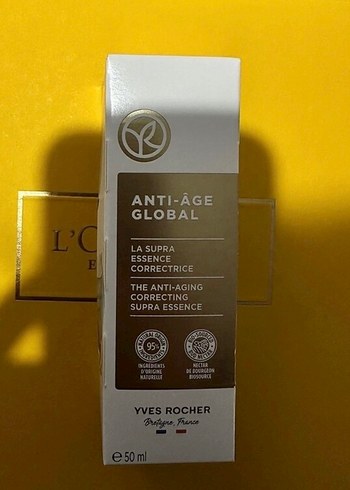 ANTI-ÂGE
GLOBAL
LA SUPRA
ESSENCE
CORRECTRICE
THE ANTI-AGING
CORRECTING
SUPRA ESSENCE
95%
INGRÉDIENTS
D'ORIGINE
NATURELLE
NECTAR
DE BOURGEON
BIOSOURCÉ
YVES ROCHER
Bretagne, France
℮ 50 ml
L'O